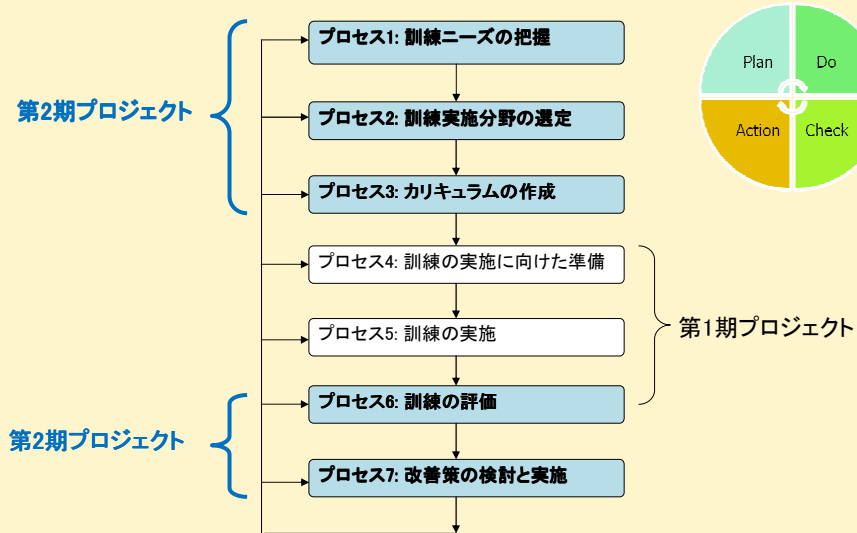 プロセス1: 訓練ニーズの把握
第2期プロジェクト
プロセス2: 訓練実施分野の選定
プロセス3: カリキュラムの作成
プロセス4: 訓練の実施に向けた準備
プロセス5: 訓練の実施
第1期プロジェクト
プロセス6: 訓練の評価
第2期プロジェクト
プロセス7: 改善策の検討と実施
Plan
Do
Action
Check